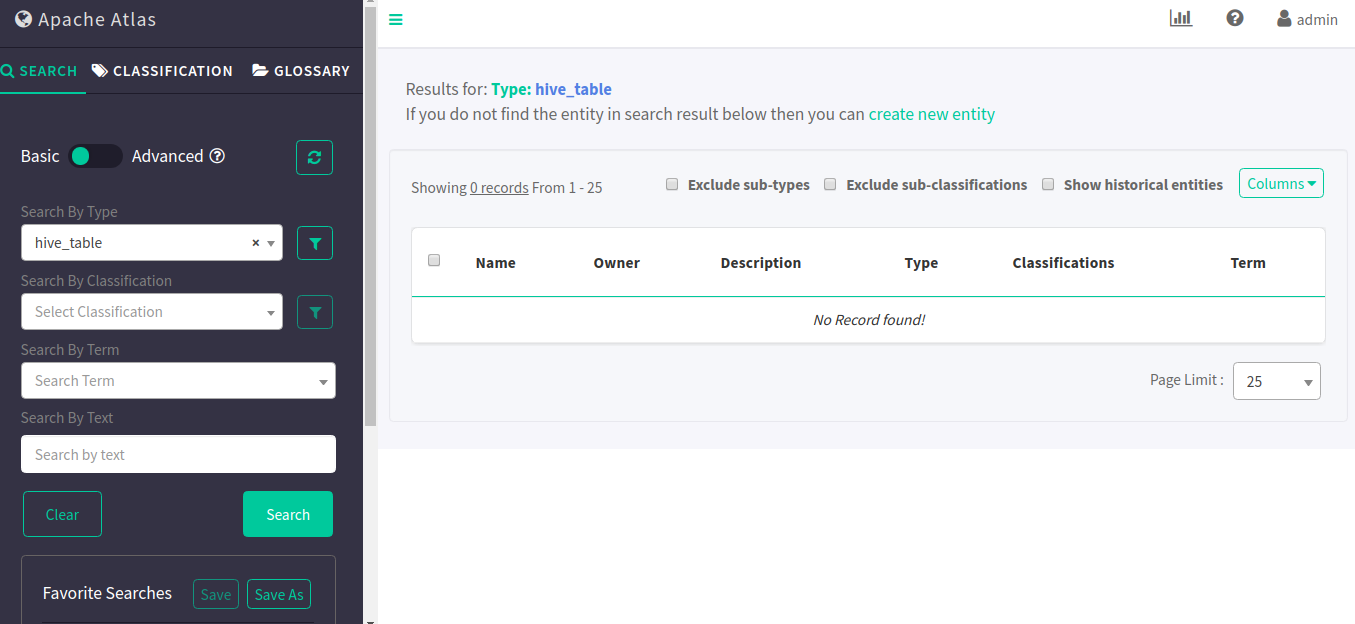 Apache Atlas
SEARCH CLASSIFICATION GLOSSARY
Basic Advanced ?
Search By Type
hive_table × 
Search By Classification
Select Classification
Search By Term
Search Term
Search By Text
Search by text
Clear Search
Favorite Searches Save Save As
? admin
Results for: Type: hive_table
If you do not find the entity in search result below then you can create new entity
Showing 0 records From 1 - 25 Exclude sub-types Exclude sub-classifications Show historical entities Columns
Name Owner Description Type Classifications Term
No Record found!
Page Limit : 25